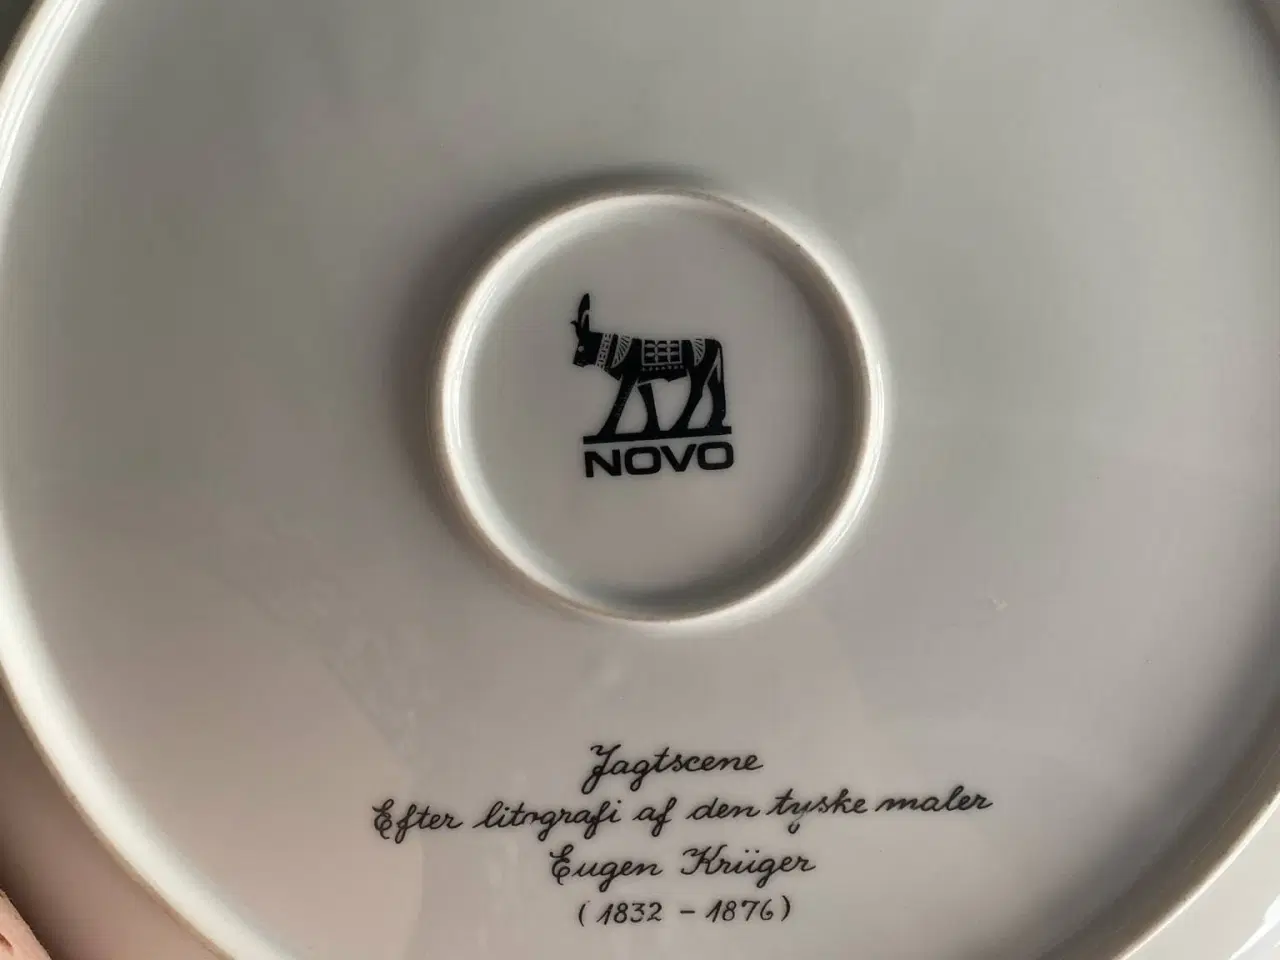 NOVO
Jagtscene
Efter litografi af den tyske maler
Eugen Krüger
(1832 - 1876)